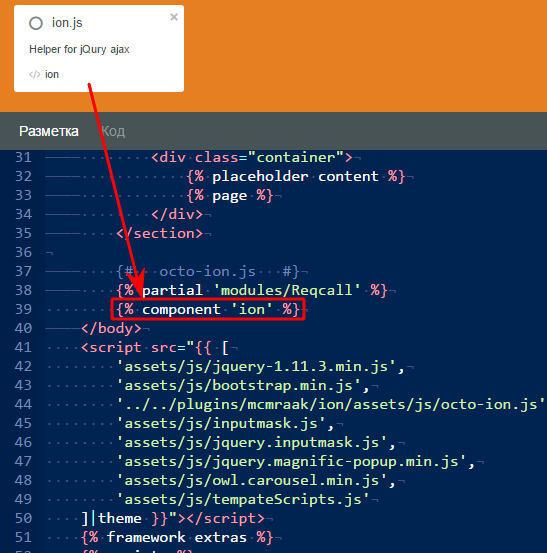 ion.js ×
Helper for jQury ajax
</> ion
Разметка Код
31 <div class="container">¬
32 {% placeholder content %}¬
33 {% page %}¬
34 </div>¬
35 </section>¬
36 ¬
37 {# octo-ion.js #}¬
38 {% partial 'modules/Reqcall' %}¬
39 {% component 'ion' %}¬
40 </body>¬
41 <script src="{{ [¬
42 'assets/js/jquery-1.11.3.min.js',¬
43 'assets/js/bootstrap.min.js',¬
44 '../../plugins/mcmraak/ion/assets/js/octo-ion.js'
45 'assets/js/inputmask.js',¬
46 'assets/js/jquery.inputmask.js',¬
47 'assets/js/jquery.magnific-popup.min.js',¬
48 'assets/js/owl.carousel.min.js',¬
49 'assets/js/tempateScripts.js'¬
50 ]|theme }}"></script>¬
51 {% framework extras %}¬